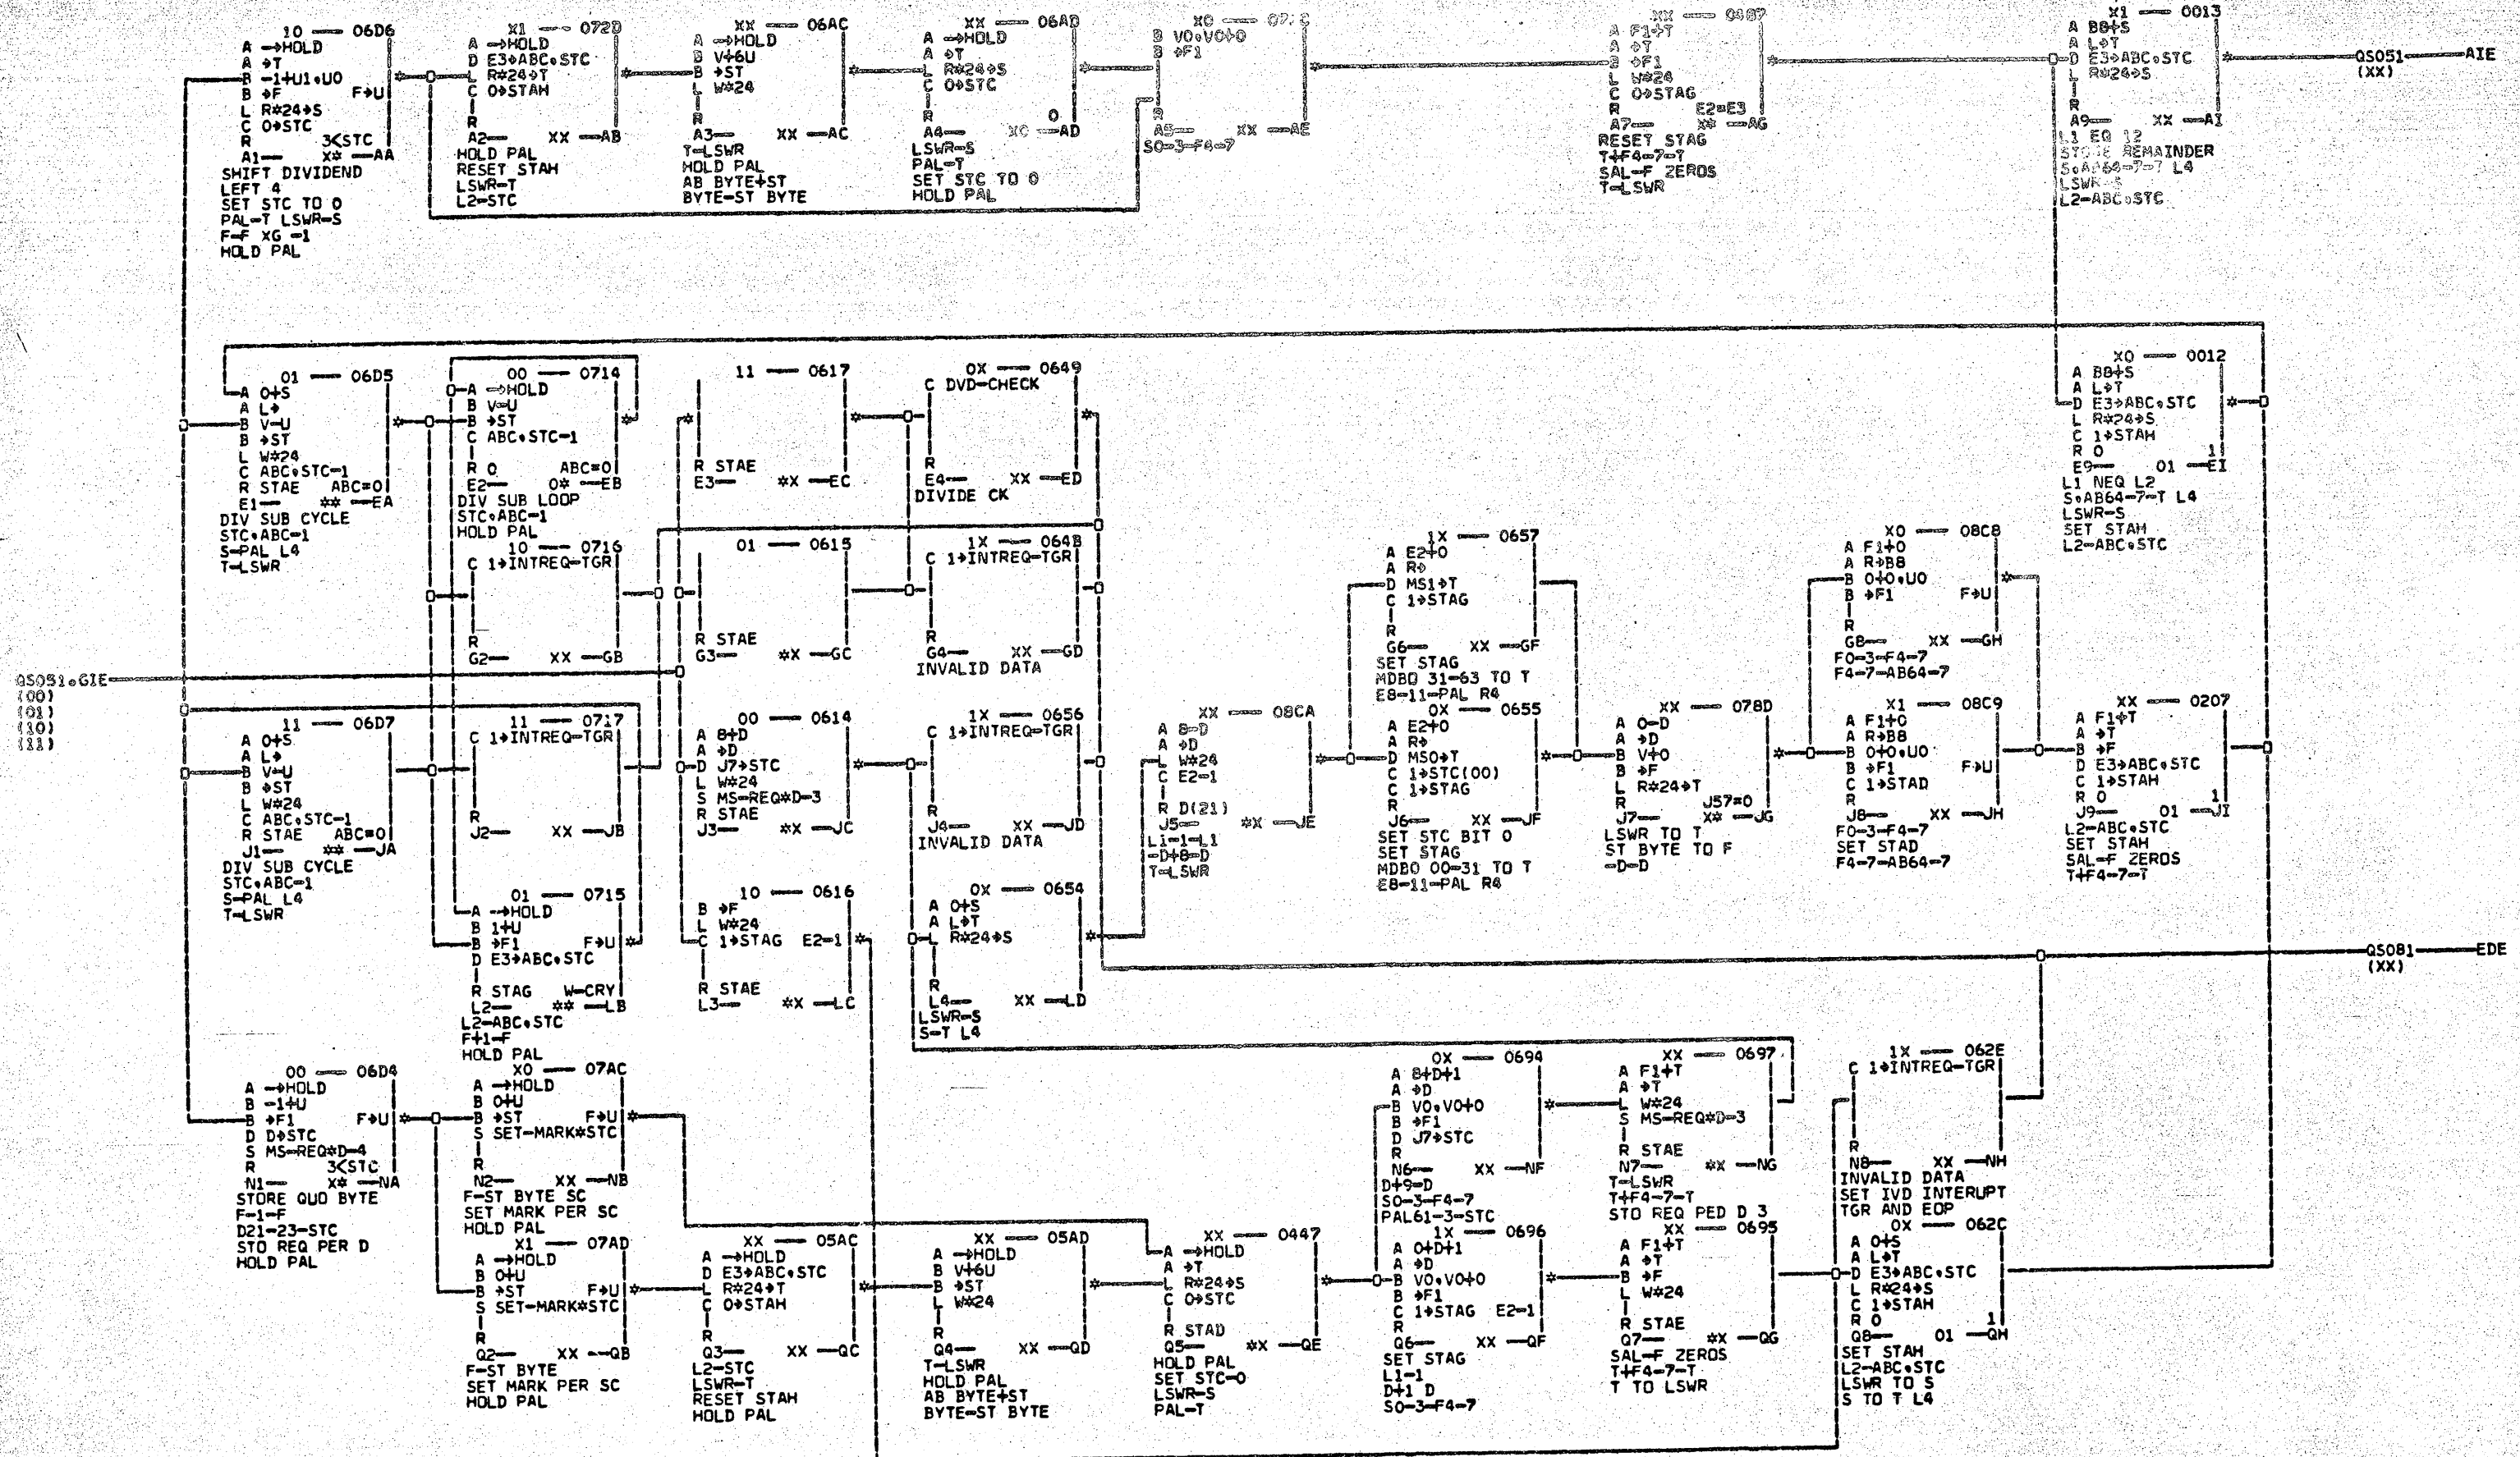 10 — 06D6
A →HOLD
A →T
B -1+U1.U0
B →F F→U
L R*24→S
C 0→STC
R 3<STC
A1— X* —AA
SHIFT DIVIDEND
LEFT 4
SET STC TO 0
PAL-T LSWR-S
F-F XG -1
HOLD PAL
X1 — 072D
A →HOLD
D E3→ABC.STC
L R*24→T
C 0→STAH
R
A2— XX —AB
HOLD PAL
RESET STAH
LSWR-T
L2-STC
XX — 06AC
A →HOLD
B V+6U
B →ST
L W*24
R
A3— XX —AC
T-LSWR
HOLD PAL
AB BYTE+ST
BYTE-ST BYTE
XX — 06AD
A →HOLD
A →T
L R*24→S
C 0→STC
R 0
A4— X0 —AD
LSWR-S
PAL-T
SET STC TO 0
HOLD PAL
X0 —
B V0.V0+0
B →F1
R
A5— XX —AE
S0-3-F4-7
XX — 0487
A F1+T
A →T
B →F1
L W*24
C 0→STAG
R E2=E3
A7— X* —AG
RESET STAG
T+F4-7-T
SAL-F ZEROS
T-LSWR
X1 — 0013
A B8+S
A L→T
D E3→ABC.STC
L R*24→S
R
A9— XX —AI
L1 EQ 12
STORE REMAINDER
S.AB64-7-T L4
LSWR-S
L2-ABC.STC
QS051 — AIE
(XX)
01 — 06D5
A 0+S
A L→
B V-U
B →ST
L W*24
C ABC.STC-1
R STAE ABC=0
E1— ** —EA
DIV SUB CYCLE
STC.ABC-1
S-PAL L4
T-LSWR
00 — 0714
A →HOLD
B V-U
B →ST
C ABC.STC-1
R 0 ABC=0
E2— 0* —EB
DIV SUB LOOP
STC.ABC-1
HOLD PAL
11 — 0617
R STAE
E3— *X —EC
0X — 0649
C DVD-CHECK
R
E4— XX —ED
DIVIDE CK
X0 — 0012
A B8+S
A L→T
D E3→ABC.STC
L R*24→S
C 1→STAH
R 0 1
E9— 01 —EI
L1 NEQ L2
S.AB64-7-T L4
LSWR-S
SET STAH
L2-ABC.STC
10 — 0716
C 1→INTREQ-TGR
R
G2— XX —GB
01 — 0615
R STAE
G3— *X —GC
1X — 064B
C 1→INTREQ-TGR
R
G4— XX —GD
INVALID DATA
1X — 0657
A E2+0
A R→
D MS1→T
C 1→STAG
R
G6— XX —GF
SET STAG
MDBO 31-63 TO T
E8-11-PAL R4
X0 — 08C8
A F1+0
A R→B8
B 0+0.U0
B →F1 F→U
R
G8— XX —GH
F0-3-F4-7
F4-7-AB64-7
QS051.GIE
(00)
(01)
(10)
(11)
11 — 06D7
A 0+S
A L→
B V-U
B →ST
L W*24
C ABC.STC-1
R STAE ABC=0
J1— ** —JA
DIV SUB CYCLE
STC.ABC-1
S-PAL L4
T-LSWR
11 — 0717
C 1→INTREQ-TGR
R
J2— XX —JB
00 — 0614
A 8+D
A →D
D J7→STC
L W*24
S MS-REQ*D-3
R STAE
J3— *X —JC
1X — 0656
C 1→INTREQ-TGR
R
J4— XX —JD
INVALID DATA
XX — 08CA
A 8-D
A →D
L W*24
C E2-1
R D(21)
J5— *X —JE
L1-1-L1
-D+8-D
T-LSWR
0X — 0655
A E2+0
A R→
D MS0→T
C 1→STC(00)
C 1→STAG
R
J6— XX —JF
SET STC BIT 0
SET STAG
MDBO 00-31 TO T
E8-11-PAL R4
XX — 078D
A 0-D
A →D
B V+0
B →F
L R*24→T
R J57=0
J7— X* —JG
LSWR TO T
ST BYTE TO F
-D-D
X1 — 08C9
A F1+0
A R→B8
B 0+0.U0
B →F1 F→U
C 1→STAD
R
J8— XX —JH
F0-3-F4-7
SET STAD
F4-7-AB64-7
XX — 0207
A F1+T
A →T
B →F
D E3→ABC.STC
C 1→STAH
R 0 1
J9— 01 —JI
L2-ABC.STC
SET STAH
SAL-F ZEROS
T+F4-7-T
01 — 0715
A →HOLD
B 1+U
B →F1 F→U
D E3→ABC.STC
R STAG W-CRY
L2— ** —LB
L2-ABC.STC
F+1-F
HOLD PAL
10 — 0616
B →F
L W*24
C 1→STAG E2-1
R STAE
L3— *X —LC
0X — 0654
A 0+S
A L→T
L R*24→S
R
L4— XX —LD
LSWR-S
S-T L4
QS081 — EDE
(XX)
00 — 06D4
A →HOLD
B -1+U
B →F1 F→U
D D→STC
S MS-REQ*D-4
R 3<STC
N1— X* —NA
STORE QUO BYTE
F-1-F
D21-23-STC
STO REQ PER D
HOLD PAL
X0 — 07AC
A →HOLD
B 0+U
B →ST F→U
S SET-MARK*STC
R
N2— XX —NB
F-ST BYTE SC
SET MARK PER SC
HOLD PAL
0X — 0694
A 8+D+1
A →D
B V0.V0+0
B →F1
D J7→STC
R
N6— XX —NF
D+9-D
S0-3-F4-7
PAL61-3-STC
XX — 0697
A F1+T
A →T
L W*24
S MS-REQ*D-3
R STAE
N7— *X —NG
T-LSWR
T+F4-7-T
STO REQ PED D 3
1X — 062E
C 1→INTREQ-TGR
R
N8— XX —NH
INVALID DATA
SET IVD INTERUPT
TGR AND EOP
X1 — 07AD
A →HOLD
B 0+U
B →ST F→U
S SET-MARK*STC
R
Q2— XX —QB
F-ST BYTE
SET MARK PER SC
HOLD PAL
XX — 05AC
A →HOLD
D E3→ABC.STC
L R*24→T
C 0→STAH
R
Q3— XX —QC
L2-STC
LSWR-T
RESET STAH
HOLD PAL
XX — 05AD
A →HOLD
B V+6U
B →ST
L W*24
R
Q4— XX —QD
T-LSWR
HOLD PAL
AB BYTE+ST
BYTE-ST BYTE
XX — 0447
A →HOLD
A →T
L R*24→S
C 0→STC
R STAD
Q5— *X —QE
HOLD PAL
SET STC-0
LSWR-S
PAL-T
1X — 0696
A 0+D+1
A →D
B V0.V0+0
B →F1
C 1→STAG E2-1
R
Q6— XX —QF
SET STAG
L1-1
D+1 D
S0-3-F4-7
XX — 0695
A F1+T
A →T
B →F
L W*24
R STAE
Q7— *X —QG
SAL-F ZEROS
T+F4-7-T
T TO LSWR
0X — 062C
A 0+S
A L→T
D E3→ABC.STC
L R*24→S
C 1→STAH
R 0 1
Q8— 01 —QH
SET STAH
L2-ABC.STC
LSWR TO S
S TO T L4